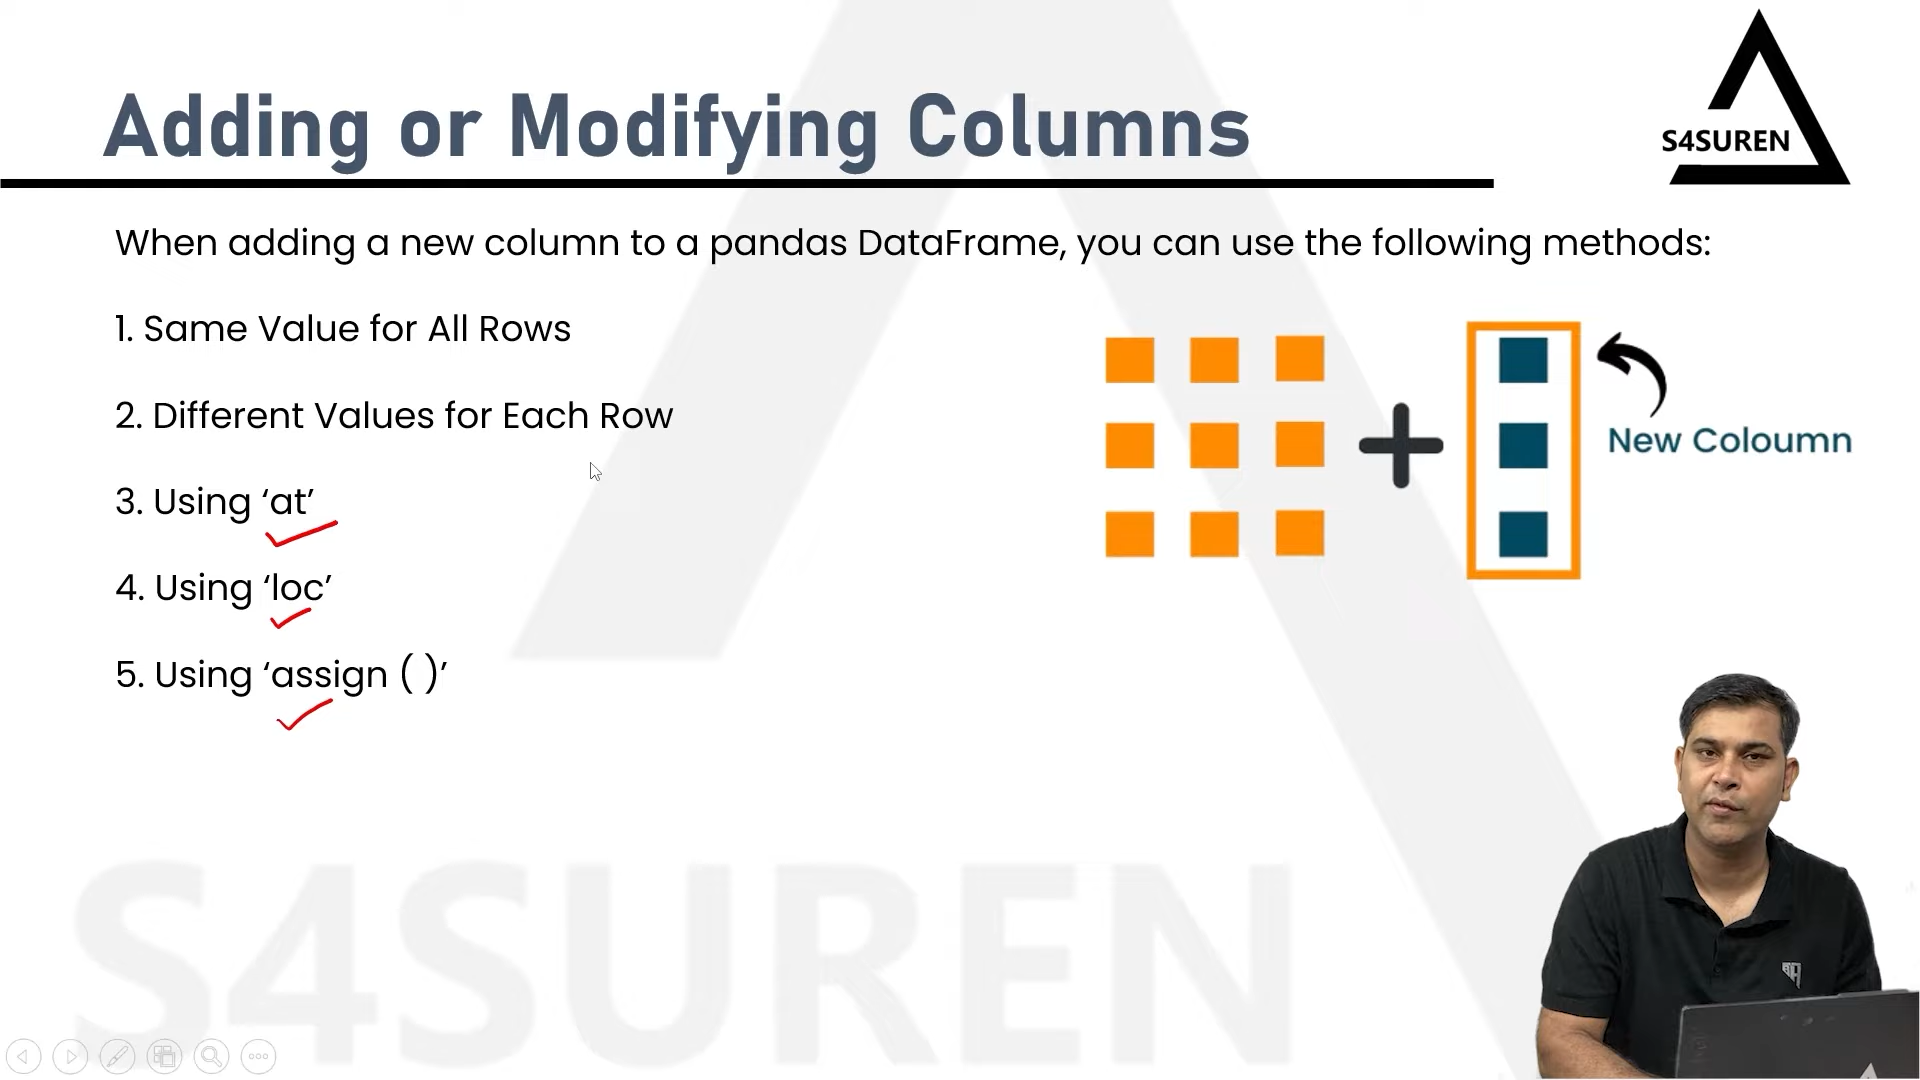 Adding or Modifying Columns
S4SUREN
When adding a new column to a pandas DataFrame, you can use the following methods:
1. Same Value for All Rows
2. Different Values for Each Row
3. Using ‘at’
4. Using ‘loc’
5. Using ‘assign ( )’
New Coloumn
S4SUREN